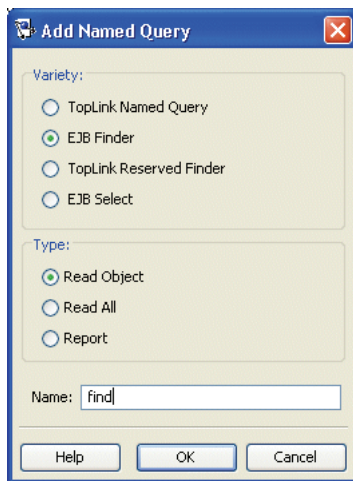 Add Named Query
Variety:
TopLink Named Query
EJB Finder
TopLink Reserved Finder
EJB Select
Type:
Read Object
Read All
Report
Name: find
Help OK Cancel